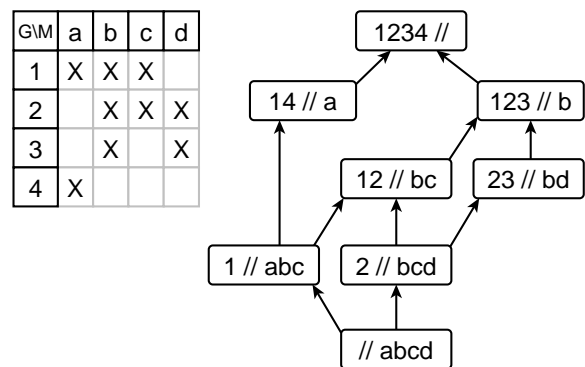 G\M a b c d
1 X X X
2 X X X
3 X X
4 X
1234 //
14 // a
123 // b
12 // bc
23 // bd
1 // abc
2 // bcd
// abcd